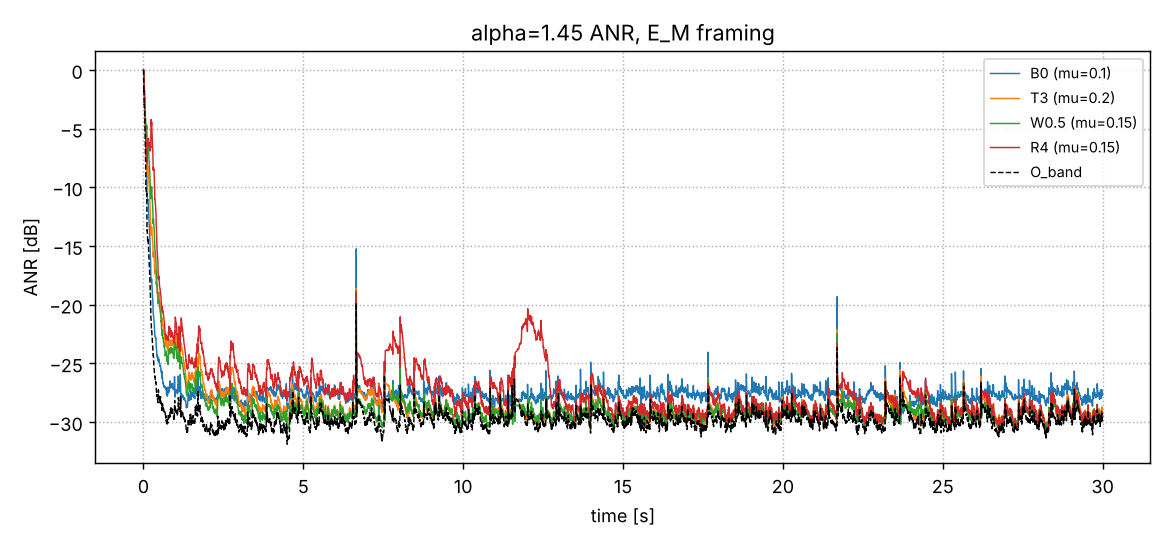 alpha=1.45 ANR, E_M framing
B0 (mu=0.1)
T3 (mu=0.2)
W0.5 (mu=0.15)
R4 (mu=0.15)
O_band
ANR [dB]
0
−5
−10
−15
−20
−25
−30
0 5 10 15 20 25 30
time [s]